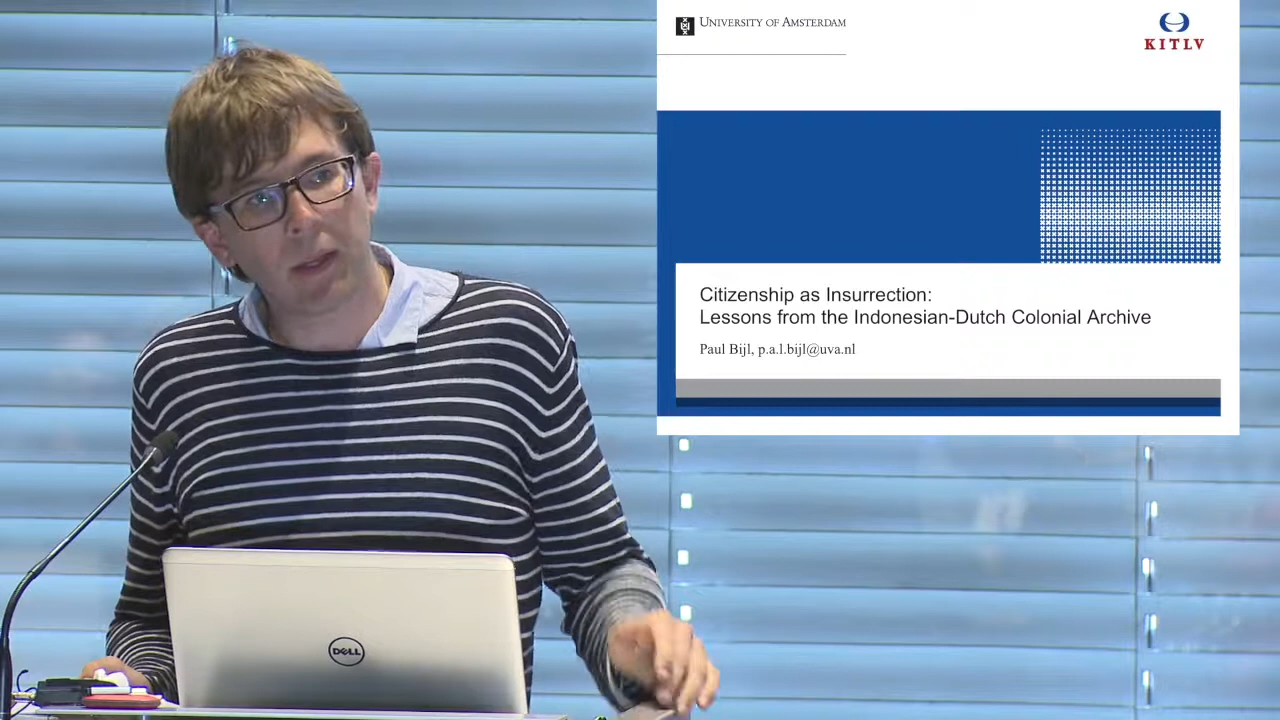 UNIVERSITY OF AMSTERDAM
KITLV
Citizenship as Insurrection:
Lessons from the Indonesian-Dutch Colonial Archive
Paul Bijl, p.a.l.bijl@uva.nl
DELL